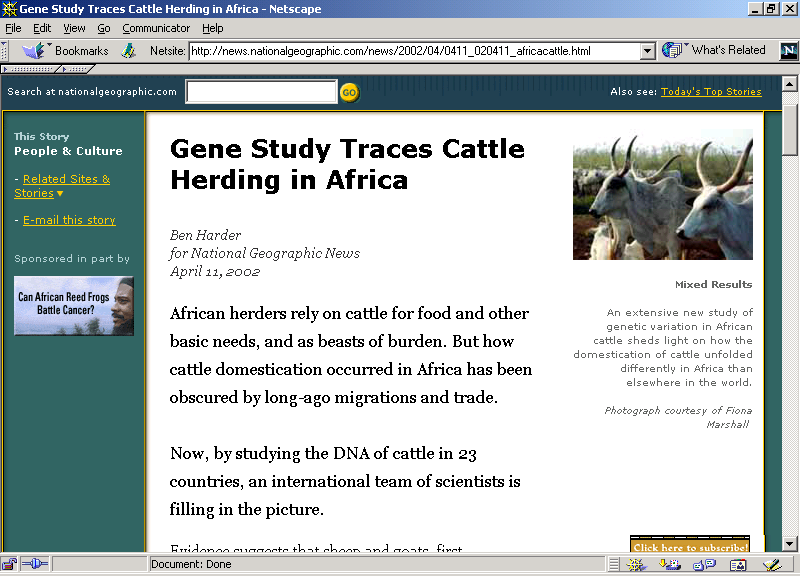 Gene Study Traces Cattle Herding in Africa - Netscape
File Edit View Go Communicator Help
Bookmarks Netsite: http://news.nationalgeographic.com/news/2002/04/0411_020411_africacattle.html What's Related
N
Search at nationalgeographic.com GO Also see: Today's Top Stories
This Story
People & Culture
- Related Sites &
Stories
- E-mail this story
Sponsored in part by
Can African Reed Frogs
Battle Cancer?
Gene Study Traces Cattle
Herding in Africa
Ben Harder
for National Geographic News
April 11, 2002
African herders rely on cattle for food and other
basic needs, and as beasts of burden. But how
cattle domestication occurred in Africa has been
obscured by long-ago migrations and trade.
Now, by studying the DNA of cattle in 23
countries, an international team of scientists is
filling in the picture.
Evidence suggests that sheep and goats, first
Mixed Results
An extensive new study of
genetic variation in African
cattle sheds light on how the
domestication of cattle unfolded
differently in Africa than
elsewhere in the world.
Photograph courtesy of Fiona
Marshall
Click here to subscribe!
Document: Done